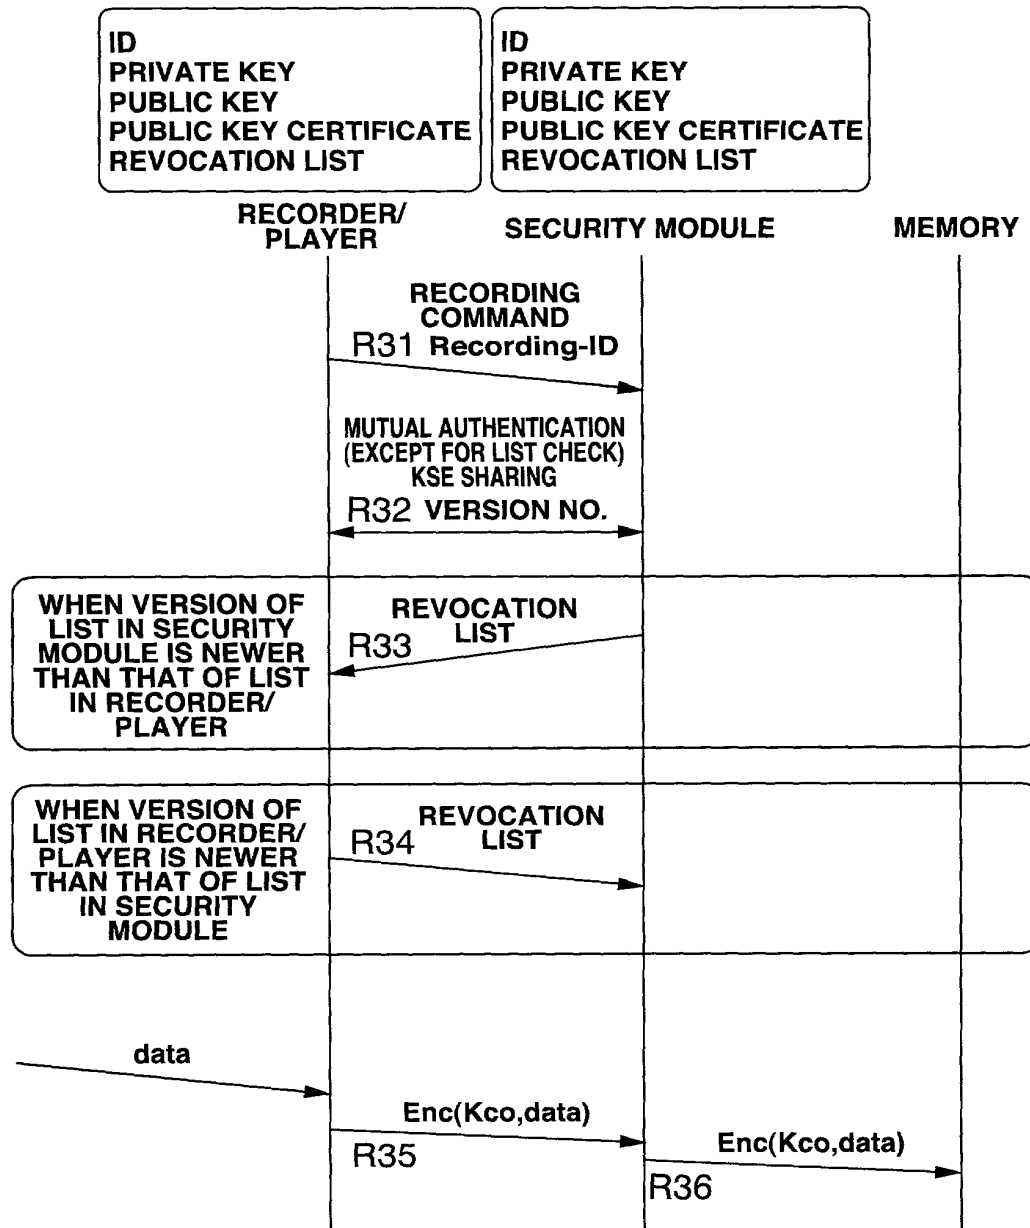 ID
PRIVATE KEY
PUBLIC KEY
PUBLIC KEY CERTIFICATE
REVOCATION LIST
ID
PRIVATE KEY
PUBLIC KEY
PUBLIC KEY CERTIFICATE
REVOCATION LIST
RECORDER/
PLAYER
SECURITY MODULE
MEMORY
RECORDING
COMMAND
R31 Recording-ID
MUTUAL AUTHENTICATION
(EXCEPT FOR LIST CHECK)
KSE SHARING
R32 VERSION NO.
WHEN VERSION OF
LIST IN SECURITY
MODULE IS NEWER
THAN THAT OF LIST
IN RECORDER/
PLAYER
REVOCATION
LIST
R33
WHEN VERSION OF
LIST IN RECORDER/
PLAYER IS NEWER
THAN THAT OF LIST
IN SECURITY
MODULE
REVOCATION
LIST
R34
data
Enc(Kco,data)
R35
Enc(Kco,data)
R36